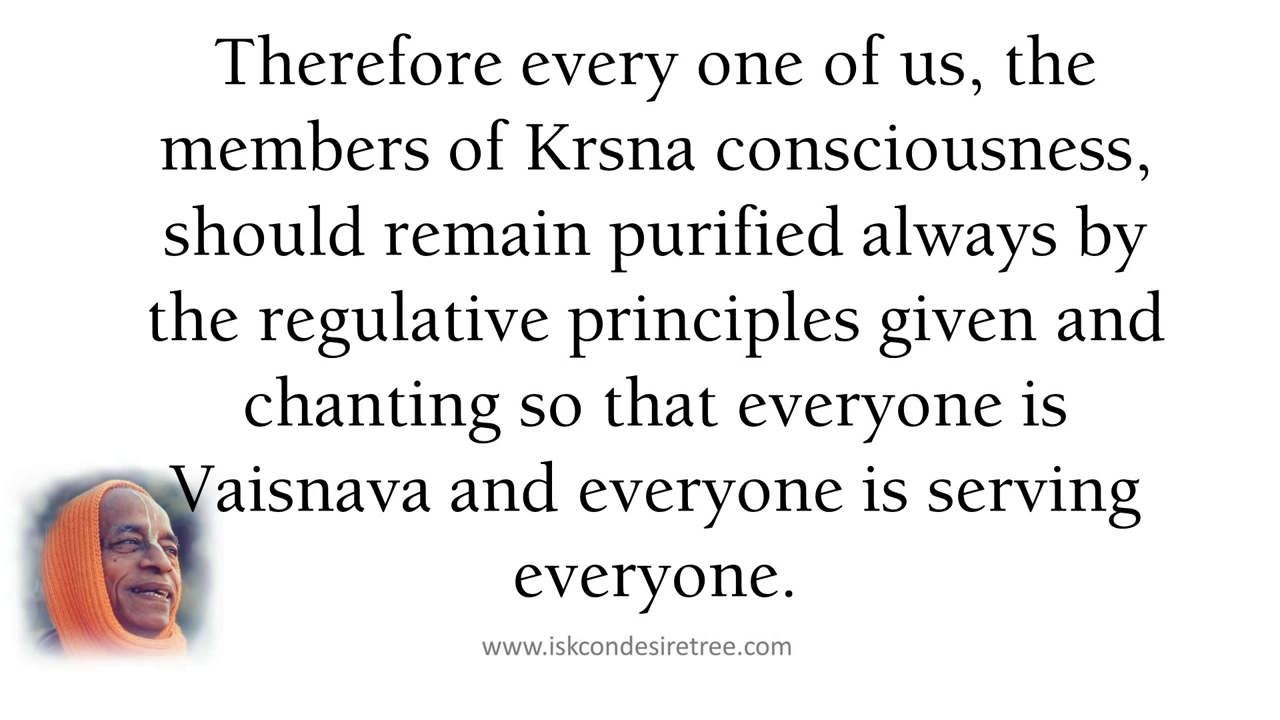 Therefore every one of us, the
members of Krsna consciousness,
should remain purified always by
the regulative principles given and
chanting so that everyone is
Vaisnava and everyone is serving
everyone.
www.iskcondesiretree.com